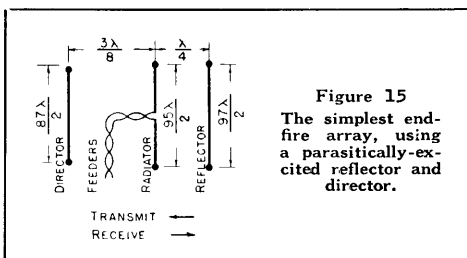 3λ
8
λ
4
.87λ
2
.95λ
2
.97λ
2
DIRECTOR
FEEDERS
RADIATOR
REFLECTOR
TRANSMIT ←
RECEIVE →
Figure 15
The simplest end-
fire array, using
a parasitically-ex-
cited reflector and
director.